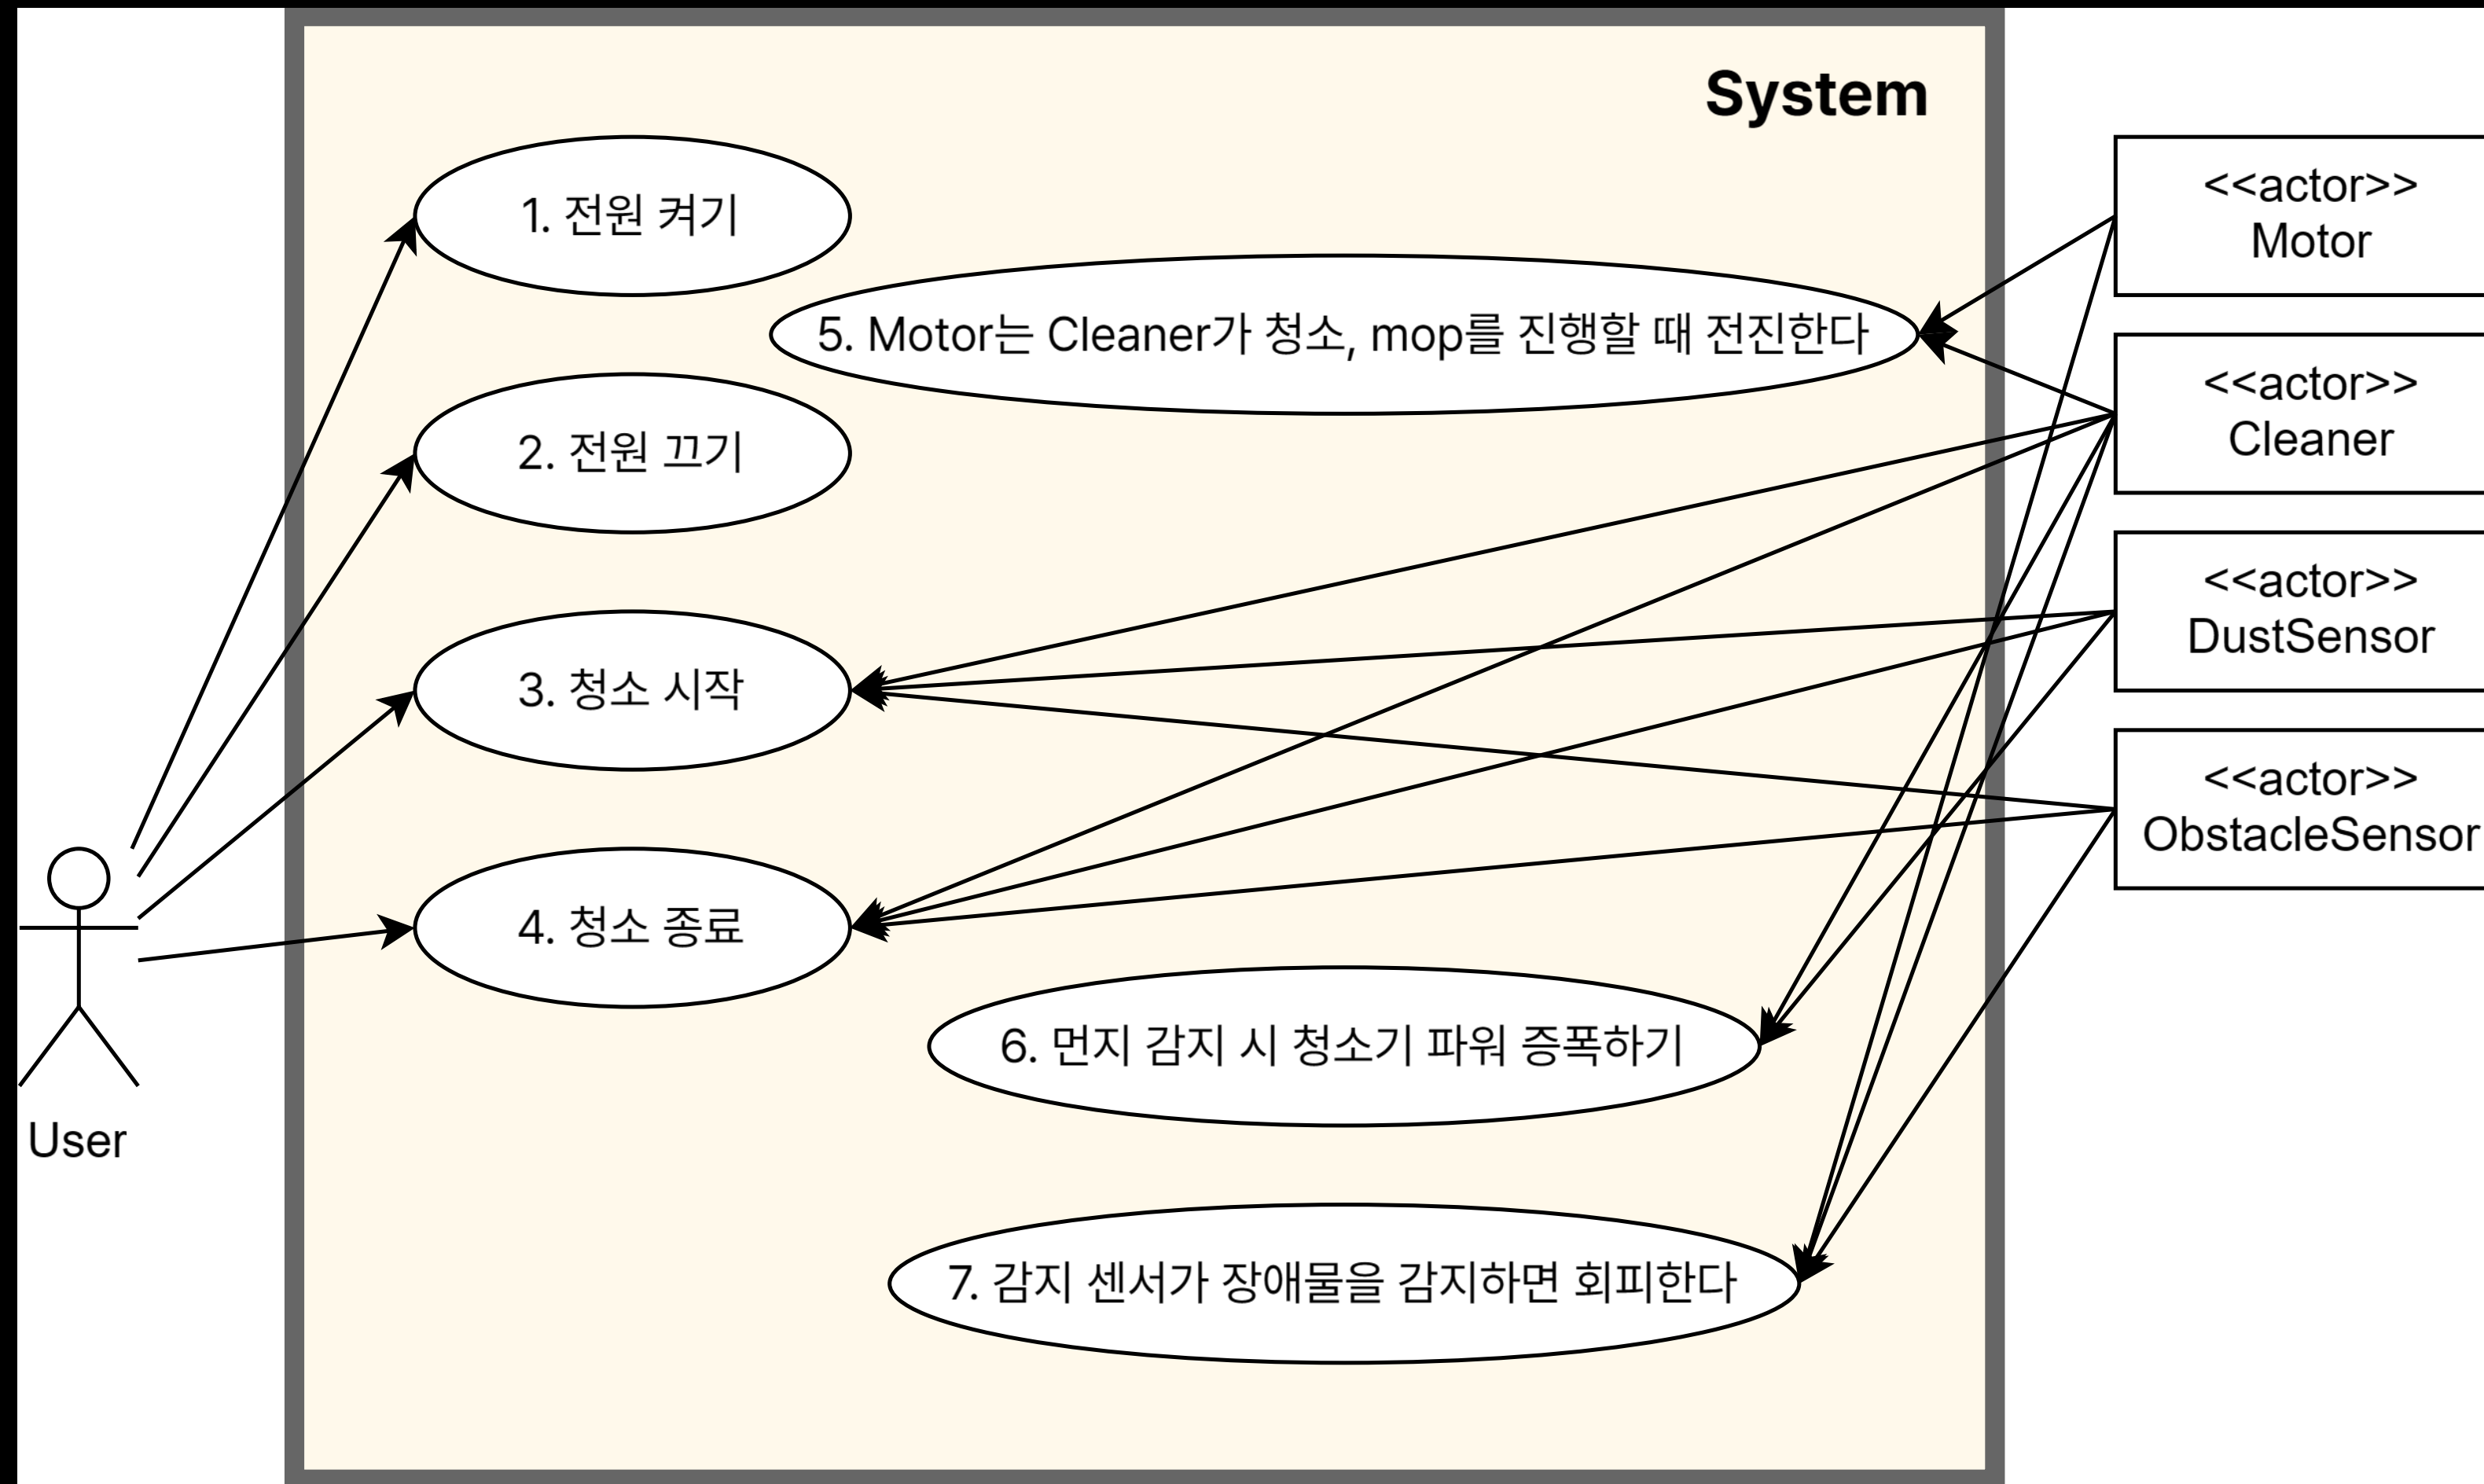 System
1. 전원 켜기
5. Motor는 Cleaner가 청소, mop를 진행할 때 전진한다
2. 전원 끄기
3. 청소 시작
4. 청소 종료
6. 먼지 감지 시 청소기 파워 증폭하기
7. 감지 센서가 장애물을 감지하면 회피한다
User
<<actor>>
Motor
<<actor>>
Cleaner
<<actor>>
DustSensor
<<actor>>
ObstacleSensor